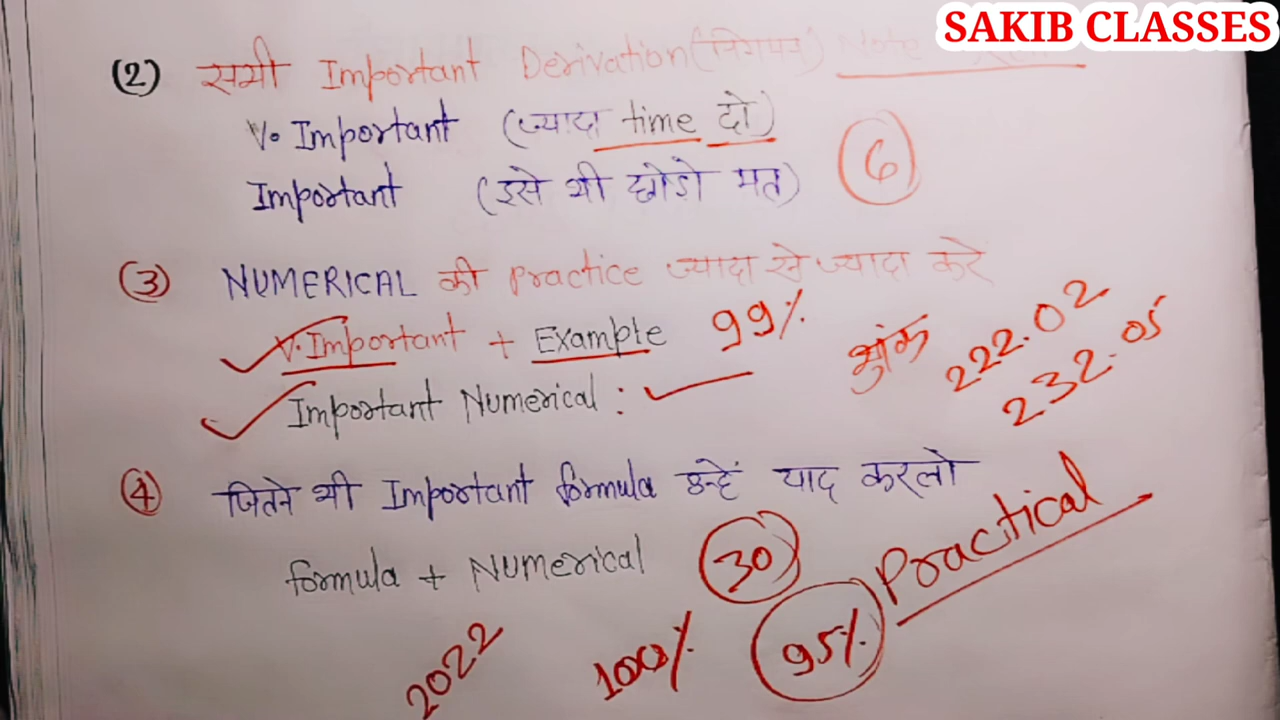 SAKIB CLASSES
(2) सभी Important Derivation (निगमन) Note
V. Important (ज्यादा time दो)
Important (इसे भी छोडो मत) 6
(3) NUMERICAL की practice ज्यादा से ज्यादा करे
V. Important + Example 99%
222.02
232.05
Important Numerical :
(4) जितने भी Important formula उन्हें याद करलो
formula + Numerical 30
Practical
2022 100% 95%